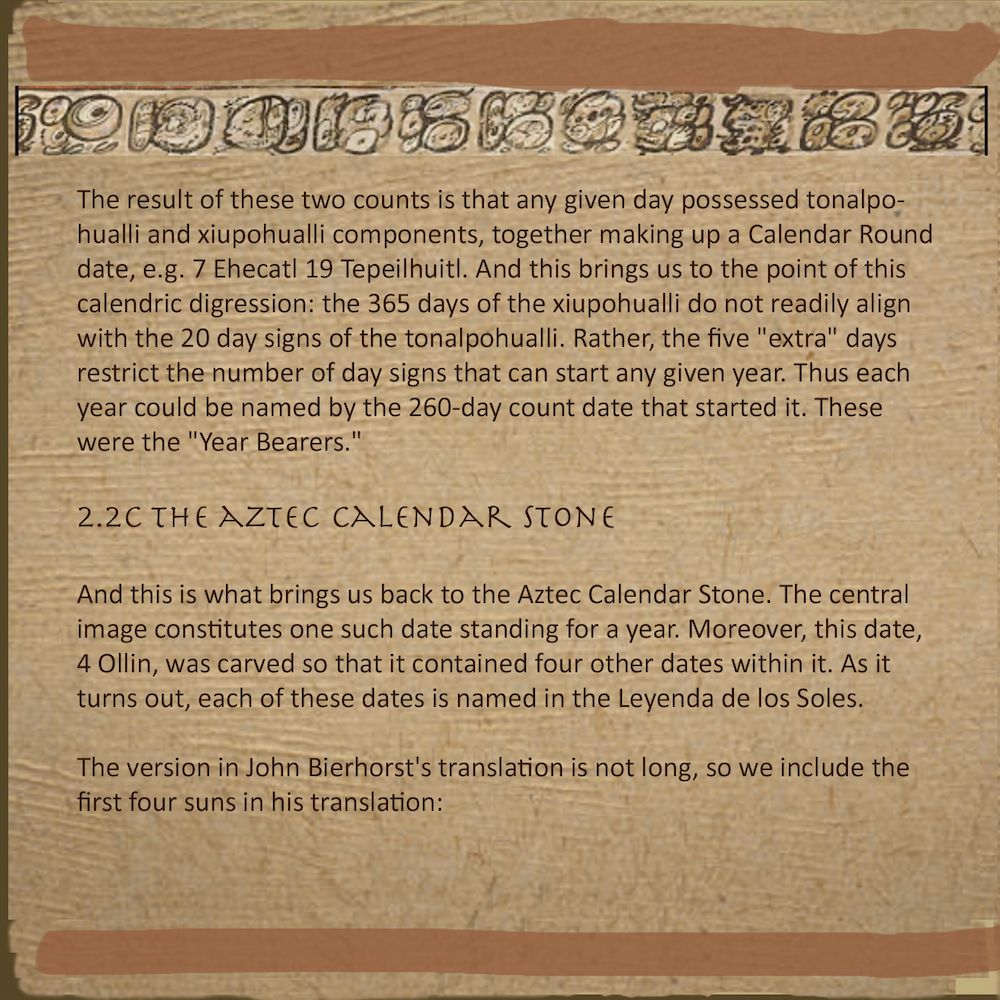 The result of these two counts is that any given day possessed tonalpo-
hualli and xiupohualli components, together making up a Calendar Round
date, e.g. 7 Ehecatl 19 Tepeilhuitl. And this brings us to the point of this
calendric digression: the 365 days of the xiupohualli do not readily align
with the 20 day signs of the tonalpohualli. Rather, the five "extra" days
restrict the number of day signs that can start any given year. Thus each
year could be named by the 260-day count date that started it. These
were the "Year Bearers."
2.2C THE AZTEC CALENDAR STONE
And this is what brings us back to the Aztec Calendar Stone. The central
image constitutes one such date standing for a year. Moreover, this date,
4 Ollin, was carved so that it contained four other dates within it. As it
turns out, each of these dates is named in the Leyenda de los Soles.
The version in John Bierhorst's translation is not long, so we include the
first four suns in his translation: